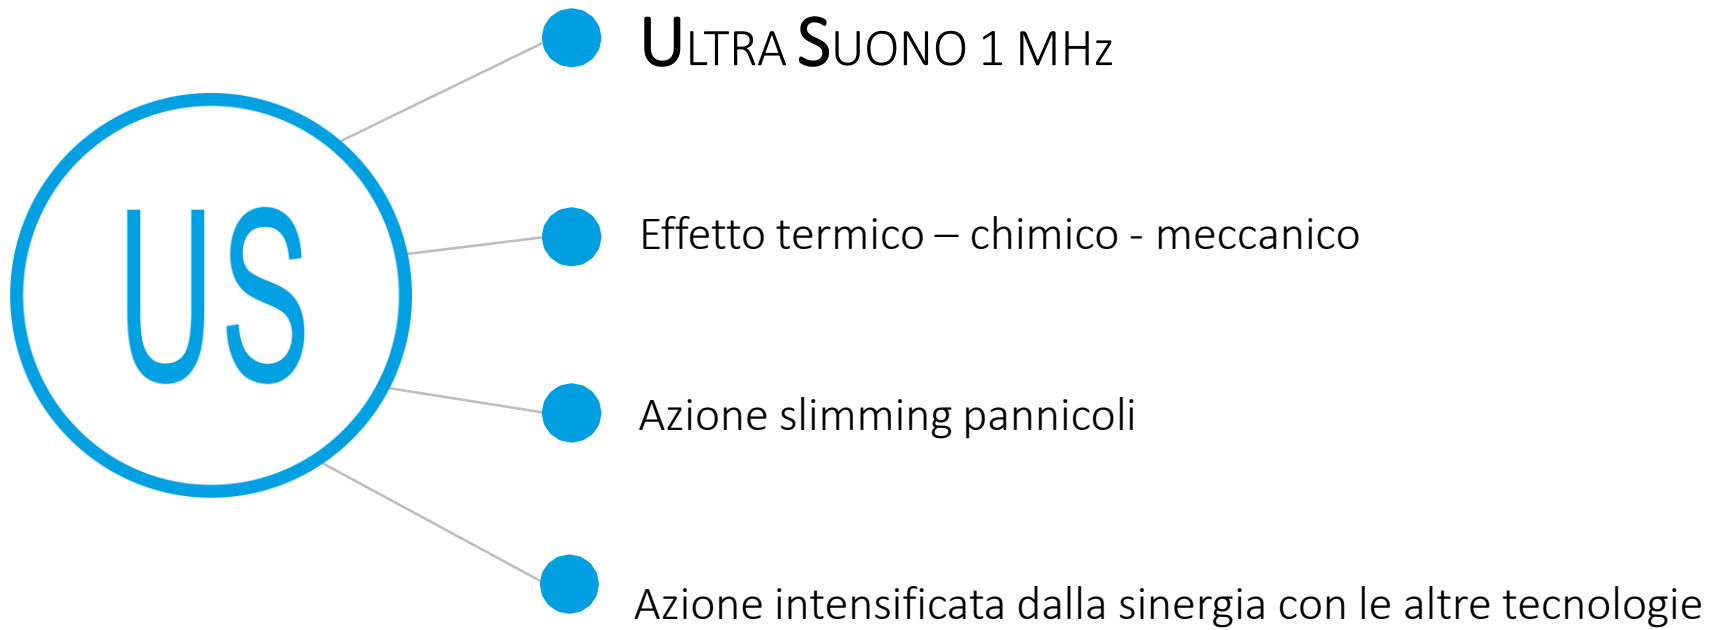 ULTRA SUONO 1 MHz
US
Effetto termico – chimico - meccanico
Azione slimming pannicoli
Azione intensificata dalla sinergia con le altre tecnologie